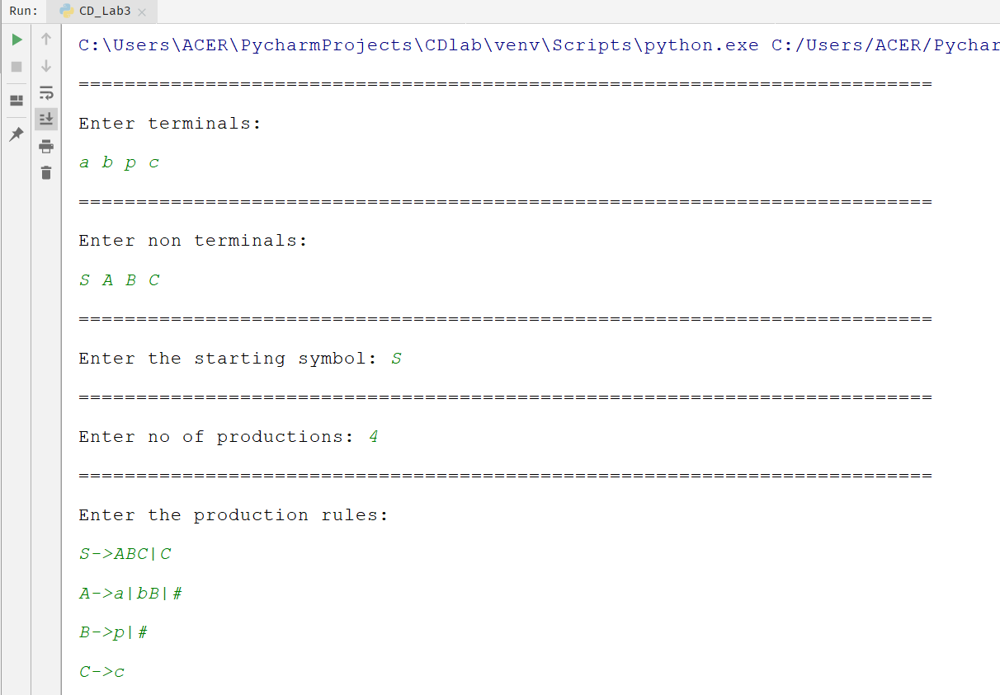 Run: CD_Lab3
C:\Users\ACER\PycharmProjects\CDlab\venv\Scripts\python.exe C:/Users/ACER/Pychar
==========================================================================
Enter terminals:
a b p c
==========================================================================
Enter non terminals:
S A B C
==========================================================================
Enter the starting symbol: S
==========================================================================
Enter no of productions: 4
==========================================================================
Enter the production rules:
S->ABC|C
A->a|bB|#
B->p|#
C->c